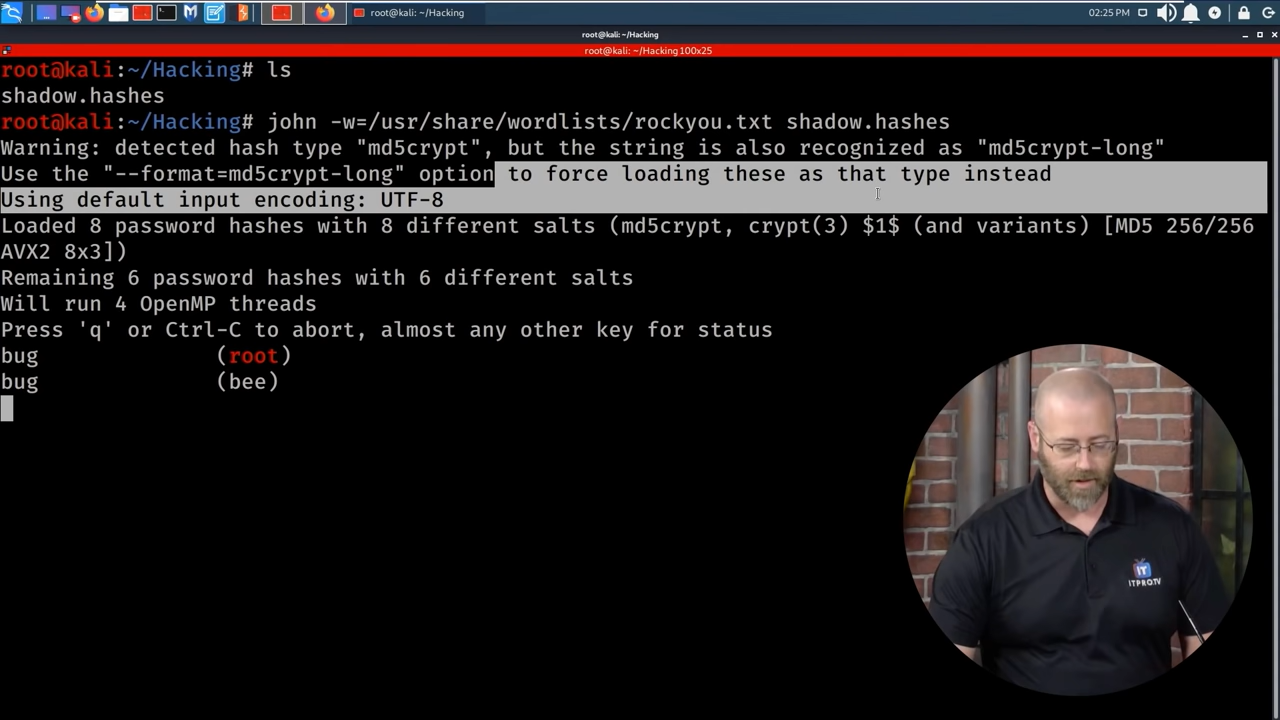 root@kali: ~/Hacking
02:25 PM
root@kali: ~/Hacking
root@kali: ~/Hacking100x25
root@kali:~/Hacking# ls
shadow.hashes
root@kali:~/Hacking# john -w=/usr/share/wordlists/rockyou.txt shadow.hashes
Warning: detected hash type "md5crypt", but the string is also recognized as "md5crypt-long"
Use the "--format=md5crypt-long" option to force loading these as that type instead
Using default input encoding: UTF-8
Loaded 8 password hashes with 8 different salts (md5crypt, crypt(3) $1$ (and variants) [MD5 256/256
AVX2 8x3])
Remaining 6 password hashes with 6 different salts
Will run 4 OpenMP threads
Press 'q' or Ctrl-C to abort, almost any other key for status
bug (root)
bug (bee)
IT
ITPRO.TV